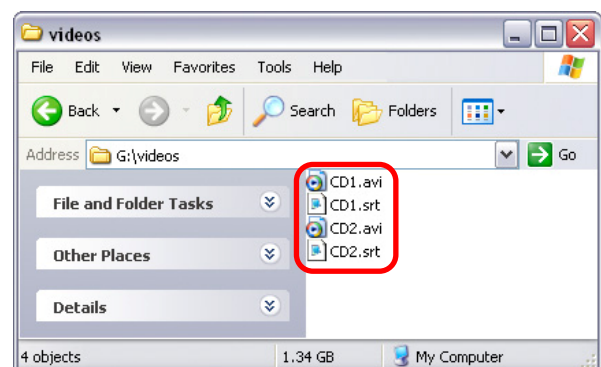 videos
File Edit View Favorites Tools Help
Back Search Folders
Address G:\videos Go
File and Folder Tasks
Other Places
Details
CD1.avi
CD1.srt
CD2.avi
CD2.srt
4 objects 1.34 GB My Computer